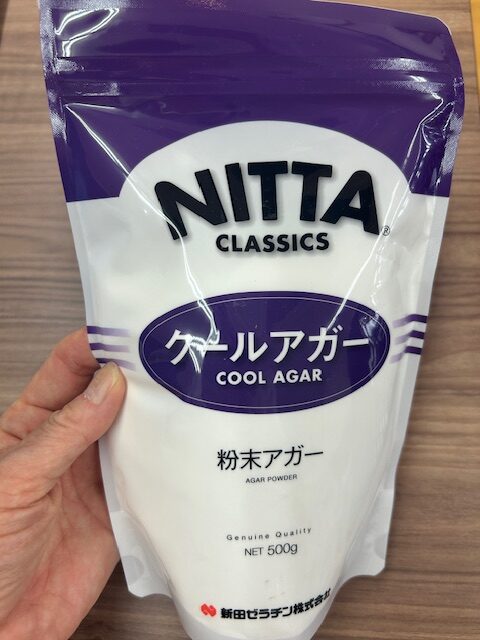 NITTA®
CLASSICS
クールアガー
COOL AGAR
粉末アガー
AGAR POWDER
Genuine Quality
NET 500g
新田ゼラチン株式会社